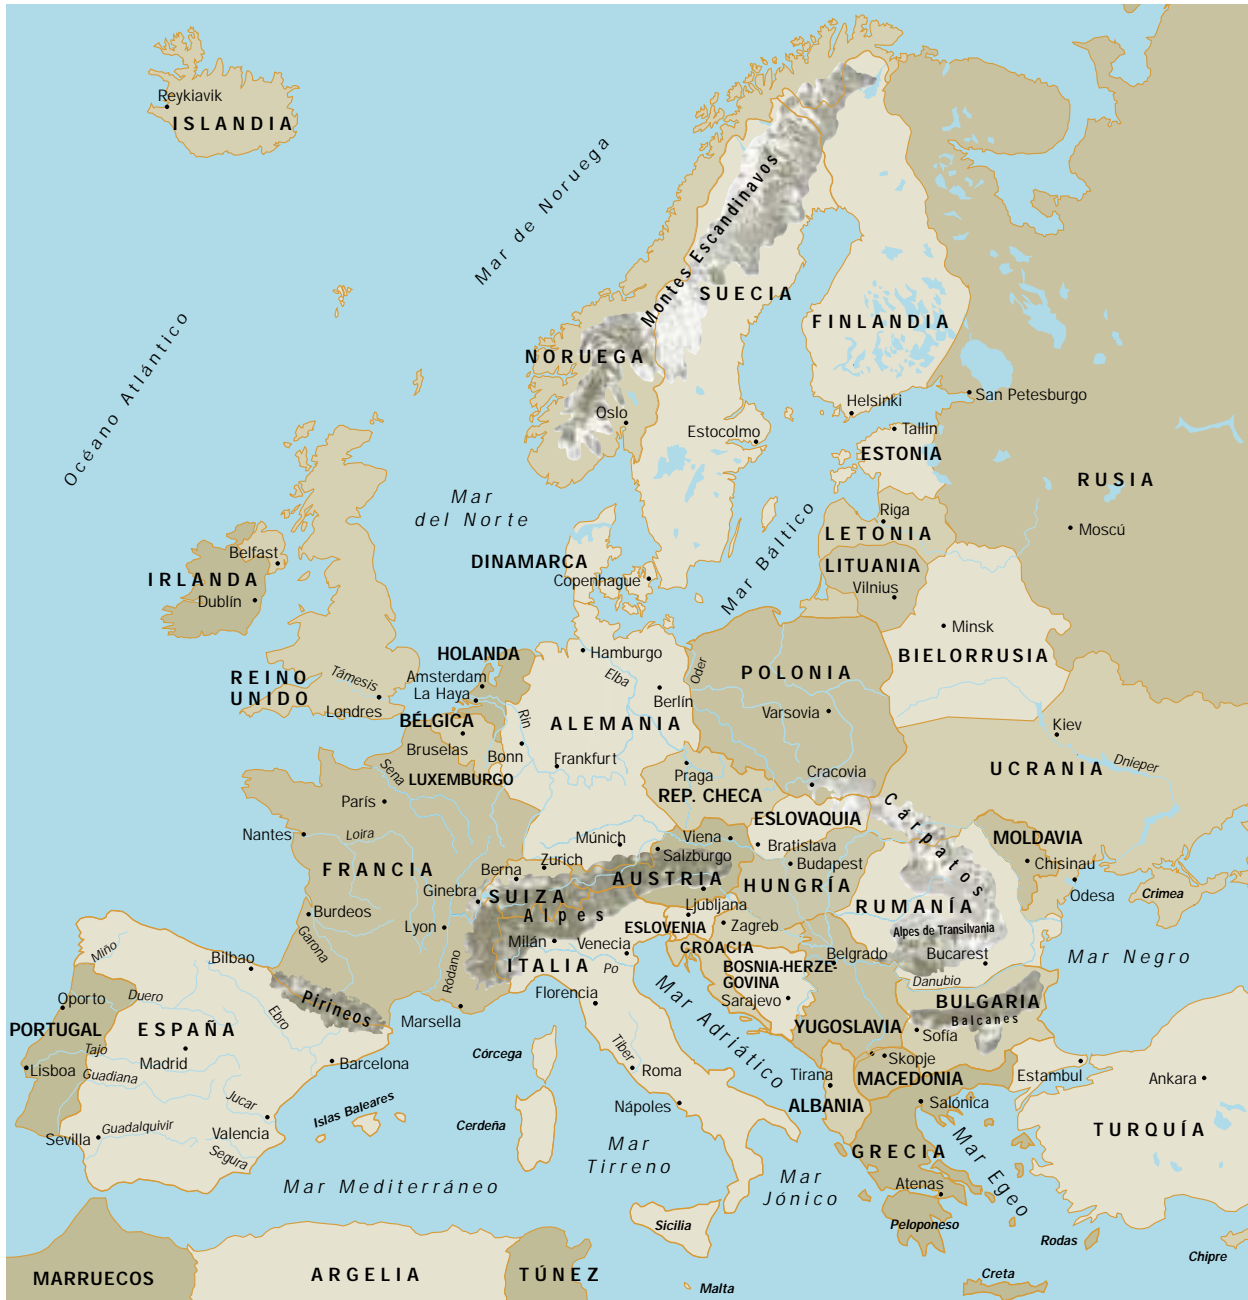 Reykiavik
ISLANDIA
Mar de Noruega
Océano Atlántico
Montes Escandinavos
SUECIA
FINLANDIA
NORUEGA
Oslo
Estocolmo
Helsinki
San Petesburgo
Tallin
ESTONIA
RUSIA
Moscú
Riga
LETONIA
LITUANIA
Vilnius
Mar
del Norte
Mar Báltico
DINAMARCA
Copenhague
Belfast
IRLANDA
Dublín
REINO
UNIDO
Támesis
Londres
HOLANDA
Amsterdam
La Haya
BÉLGICA
Bruselas
LUXEMBURGO
Hamburgo
Elba
Berlín
Oder
Rin
ALEMANIA
Bonn
Frankfurt
Múnich
POLONIA
Varsovia
Cracovia
Minsk
BIELORRUSIA
Kiev
Dnieper
UCRANIA
Praga
REP. CHECA
ESLOVAQUIA
Bratislava
Cárpatos
MOLDAVIA
Chisinau
Odesa
Crimea
Sena
París
Nantes
Loira
FRANCIA
Burdeos
Lyon
Garona
Ródano
Marsella
Berna
Zurich
Ginebra
SUIZA
Alpes
Viena
Salzburgo
AUSTRIA
Budapest
HUNGRÍA
Ljubljana
ESLOVENIA
Zagreb
CROACIA
BOSNIA-HERZE-
GOVINA
Sarajevo
Belgrado
YUGOSLAVIA
RUMANÍA
Alpes de Transilvania
Bucarest
Danubio
Mar Negro
BULGARIA
Balcanes
Sofía
Skopje
MACEDONIA
Tirana
ALBANIA
Milán
Venecia
ITALIA
Po
Florencia
Tiber
Roma
Nápoles
Mar Adriático
Córcega
Cerdeña
Mar
Tirreno
Mar
Jónico
Sicilia
Malta
Miño
Bilbao
Pirineos
Oporto
Duero
Ebro
PORTUGAL
ESPAÑA
Tajo
Madrid
Barcelona
Lisboa
Guadiana
Jucar
Islas Baleares
Sevilla
Guadalquivir
Valencia
Segura
Mar Mediterráneo
Salónica
GRECIA
Atenas
Peloponeso
Mar Egeo
Creta
Rodas
Chipre
Estambul
Ankara
TURQUÍA
MARRUECOS
ARGELIA
TÚNEZ